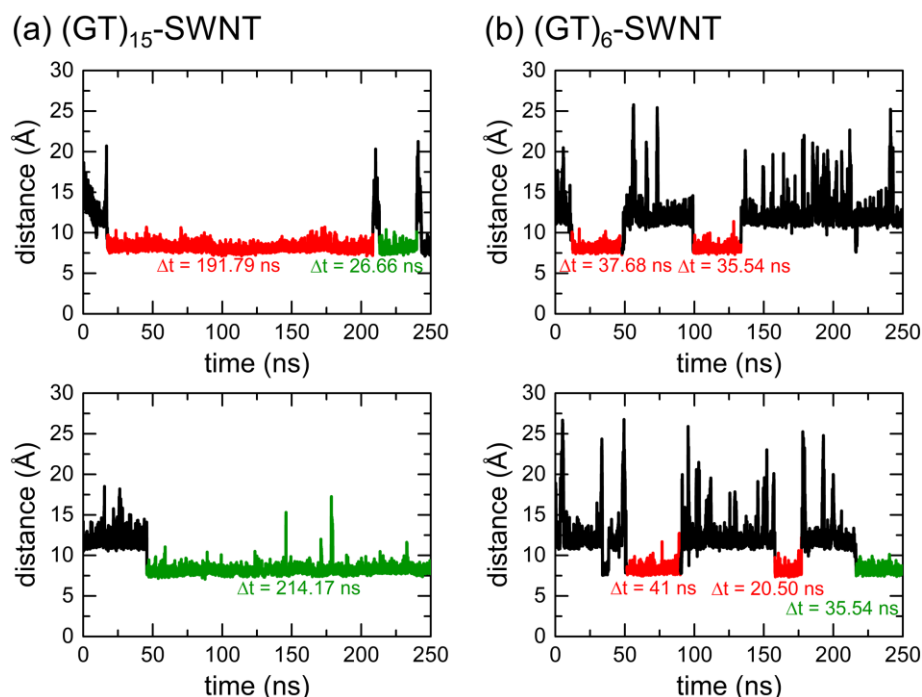 (a) (GT)₁₅-SWNT
(b) (GT)₆-SWNT
30
25
20
15
10
5
0
distance (Å)
Δt = 191.79 ns
Δt = 26.66 ns
0 50 100 150 200 250
time (ns)
30
25
20
15
10
5
0
distance (Å)
Δt = 37.68 ns
Δt = 35.54 ns
0 50 100 150 200 250
time (ns)
30
25
20
15
10
5
0
distance (Å)
Δt = 214.17 ns
0 50 100 150 200 250
time (ns)
30
25
20
15
10
5
0
distance (Å)
Δt = 41 ns
Δt = 20.50 ns
Δt = 35.54 ns
0 50 100 150 200 250
time (ns)